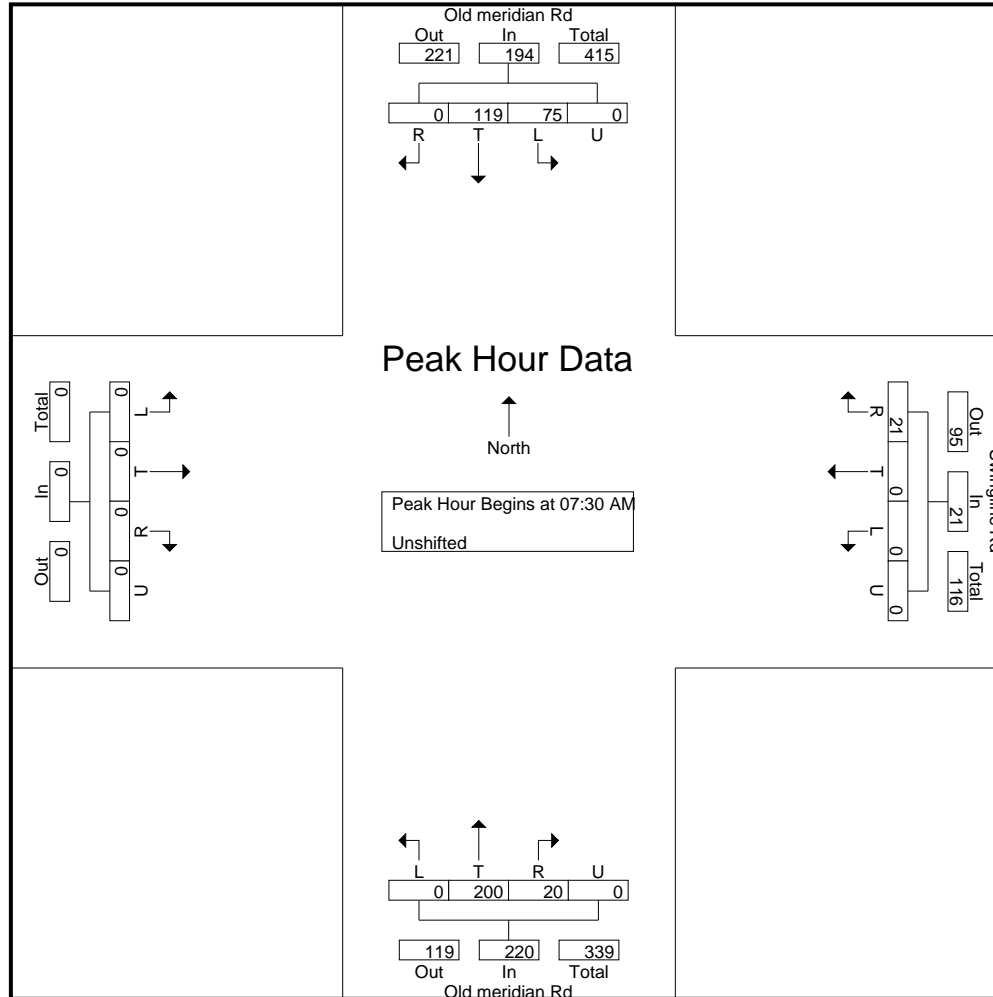 Old meridian Rd
Out In Total
221 194 415
0 119 75 0
R T L U
Peak Hour Data
North
Peak Hour Begins at 07:30 AM
Unshifted
Total In Out
0 0 0
0 0 0 0
L T R U
R T L U
21 0 0 0
Out In Total
95 21 116
Rd
L T R U
0 200 20 0
119 220 339
Out In Total
Old meridian Rd